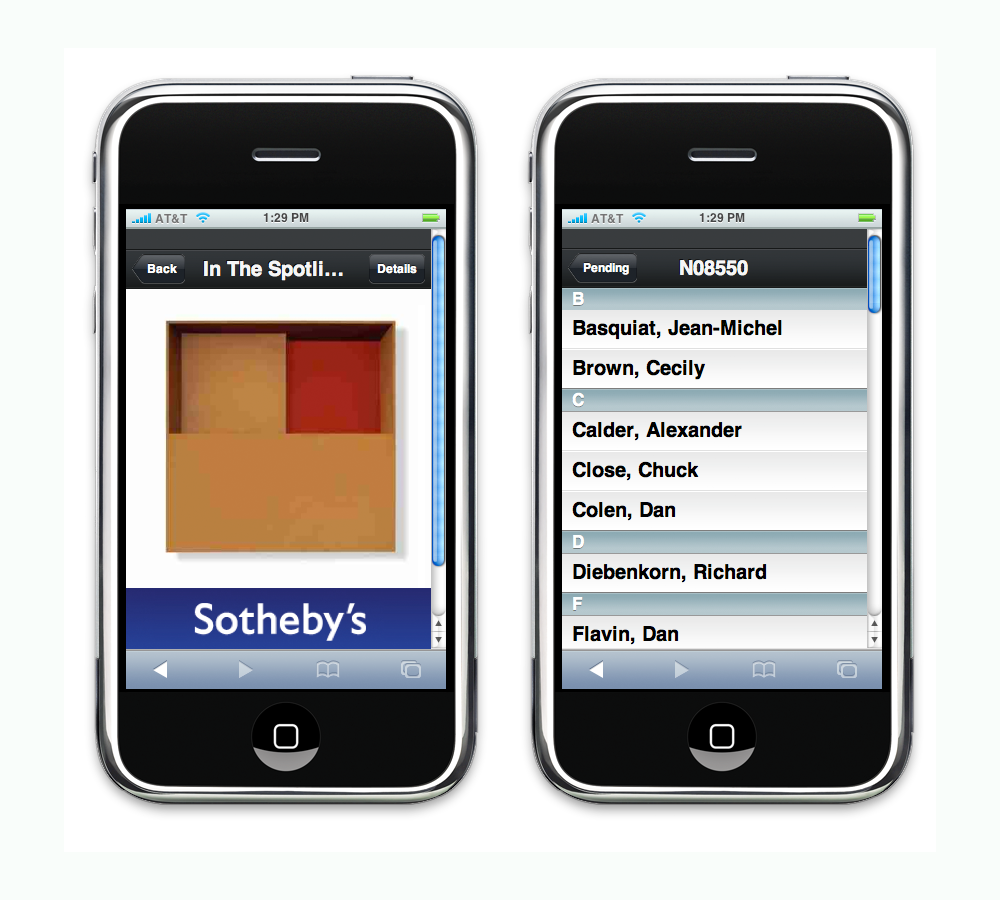 AT&T 1:29 PM
Back In The Spotli... Details
Sotheby's
AT&T 1:29 PM
Pending N08550
B
Basquiat, Jean-Michel
Brown, Cecily
C
Calder, Alexander
Close, Chuck
Colen, Dan
D
Diebenkorn, Richard
F
Flavin, Dan